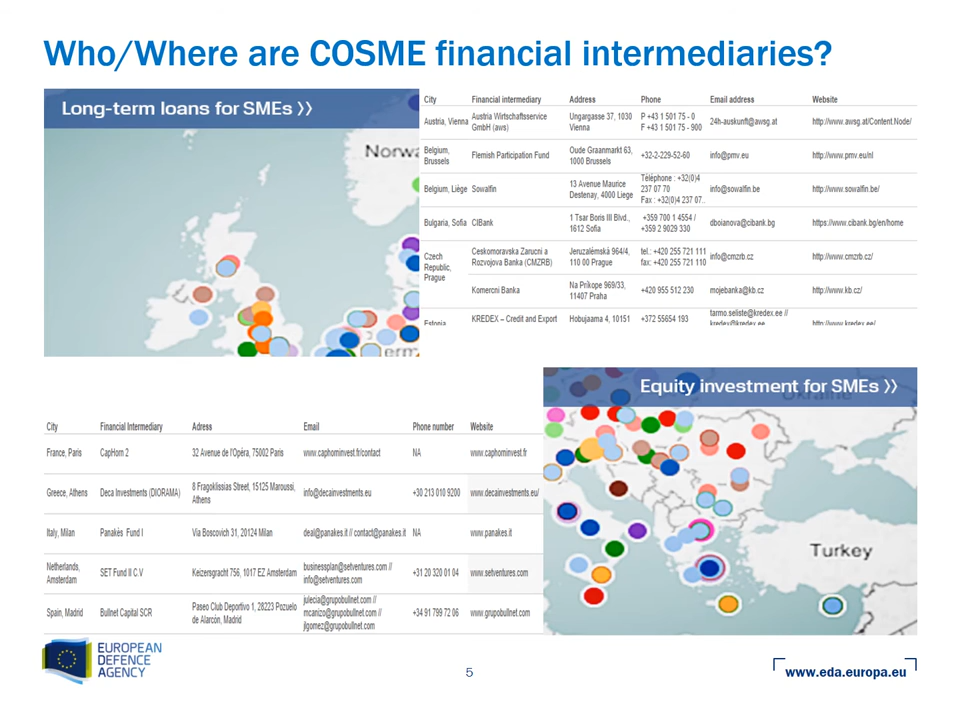 Who/Where are COSME financial intermediaries?
Long-term loans for SMEs >>
Norwa
City Financial intermediary Address Phone Email address Website
Austria, Vienna Austria Wirtschaftsservice GmbH (aws) Ungargasse 37, 1030 Vienna P +43 1 501 75 - 0 F +43 1 501 75 - 900 24h-auskunft@awsg.at http://www.awsg.at/Content.Node/
Belgium, Brussels Flemish Participation Fund Oude Graanmarkt 63, 1000 Brussels +32-2-229-52-60 info@pmv.eu http://www.pmv.eu/nl
Belgium, Liège Sowalfin 13 Avenue Maurice Destenay, 4000 Liege Téléphone : +32(0)4 237 07 70 Fax : +32(0)4 237 07.. info@sowalfin.be http://www.sowalfin.be/
Bulgaria, Sofia CIBank 1 Tsar Boris III Blvd., 1612 Sofia +359 700 1 4554 / +359 2 9029 330 dboianova@cibank.bg https://www.cibank.bg/en/home
Czech Republic, Prague Ceskomoravska Zarucni a Rozvojova Banka (CMZRB) Jeruzalémská 964/4, 110 00 Prague tel.: +420 255 721 111 fax: +420 255 721 110 info@cmzrb.cz http://www.cmzrb.cz/
Komercni Banka Na Príkope 969/33, 11407 Praha +420 955 512 230 mojebanka@kb.cz http://www.kb.cz/
Estonia KREDEX – Credit and Export Hobujaama 4, 10151 +372 55654 193 tarmo.seliste@kredex.ee // kredex@kredex.ee http://www.kredex.ee/
erm
Equity investment for SMEs >>
Ukraine
Turkey
City Financial Intermediary Adress Email Phone number Website
France, Paris CapHorn 2 32 Avenue de l'Opéra, 75002 Paris www.caphorninvest.fr/contact NA www.caphorninvest.fr
Greece, Athens Deca Investments (DIORAMA) 8 Fragoklissias Street, 15125 Maroussi, Athens info@decainvestments.eu +30 213 010 9200 www.decainvestments.eu/
Italy, Milan Panakès Fund I Via Boscovich 31, 20124 Milan deal@panakes.it // contact@panakes.it NA www.panakes.it
Netherlands, Amsterdam SET Fund II C.V Keizersgracht 756, 1017 EZ Amsterdam businessplan@setventures.com // info@setventures.com +31 20 320 01 04 www.setventures.com
Spain, Madrid Bullnet Capital SCR Paseo Club Deportivo 1, 28223 Pozuelo de Alarcón, Madrid julecia@grupobullnet.com // mcanizo@grupobullnet.com // jlgomez@grupobullnet.com +34 91 799 72 06 www.grupobullnet.com
EUROPEAN
DEFENCE
AGENCY
5
www.eda.europa.eu